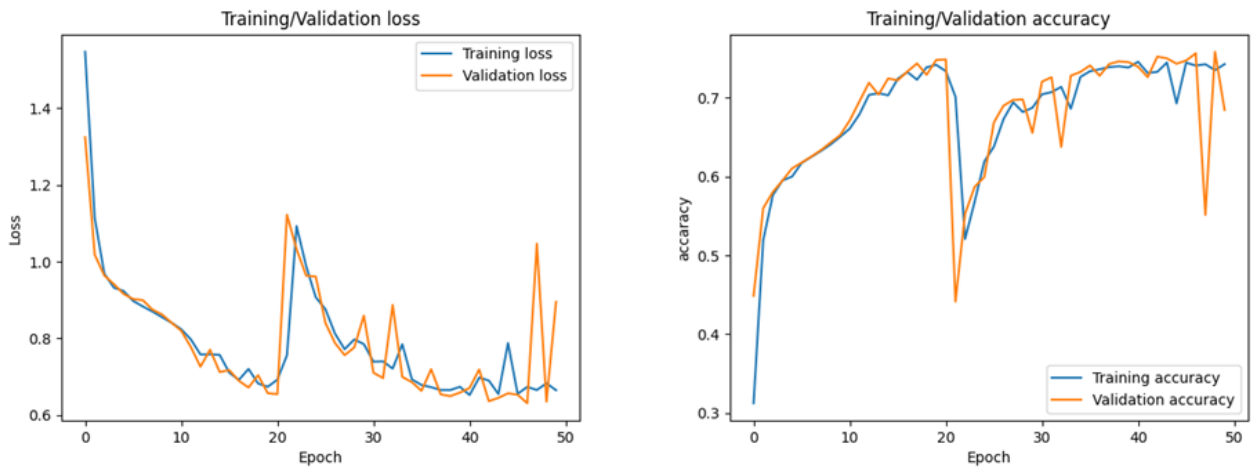 Training/Validation loss
Training loss
Validation loss
1.4
1.2
1.0
0.8
0.6
Loss
0
10
20
30
40
50
Epoch
Training/Validation accuracy
0.7
0.6
0.5
0.4
0.3
accaracy
Training accuracy
Validation accuracy
0
10
20
30
40
50
Epoch